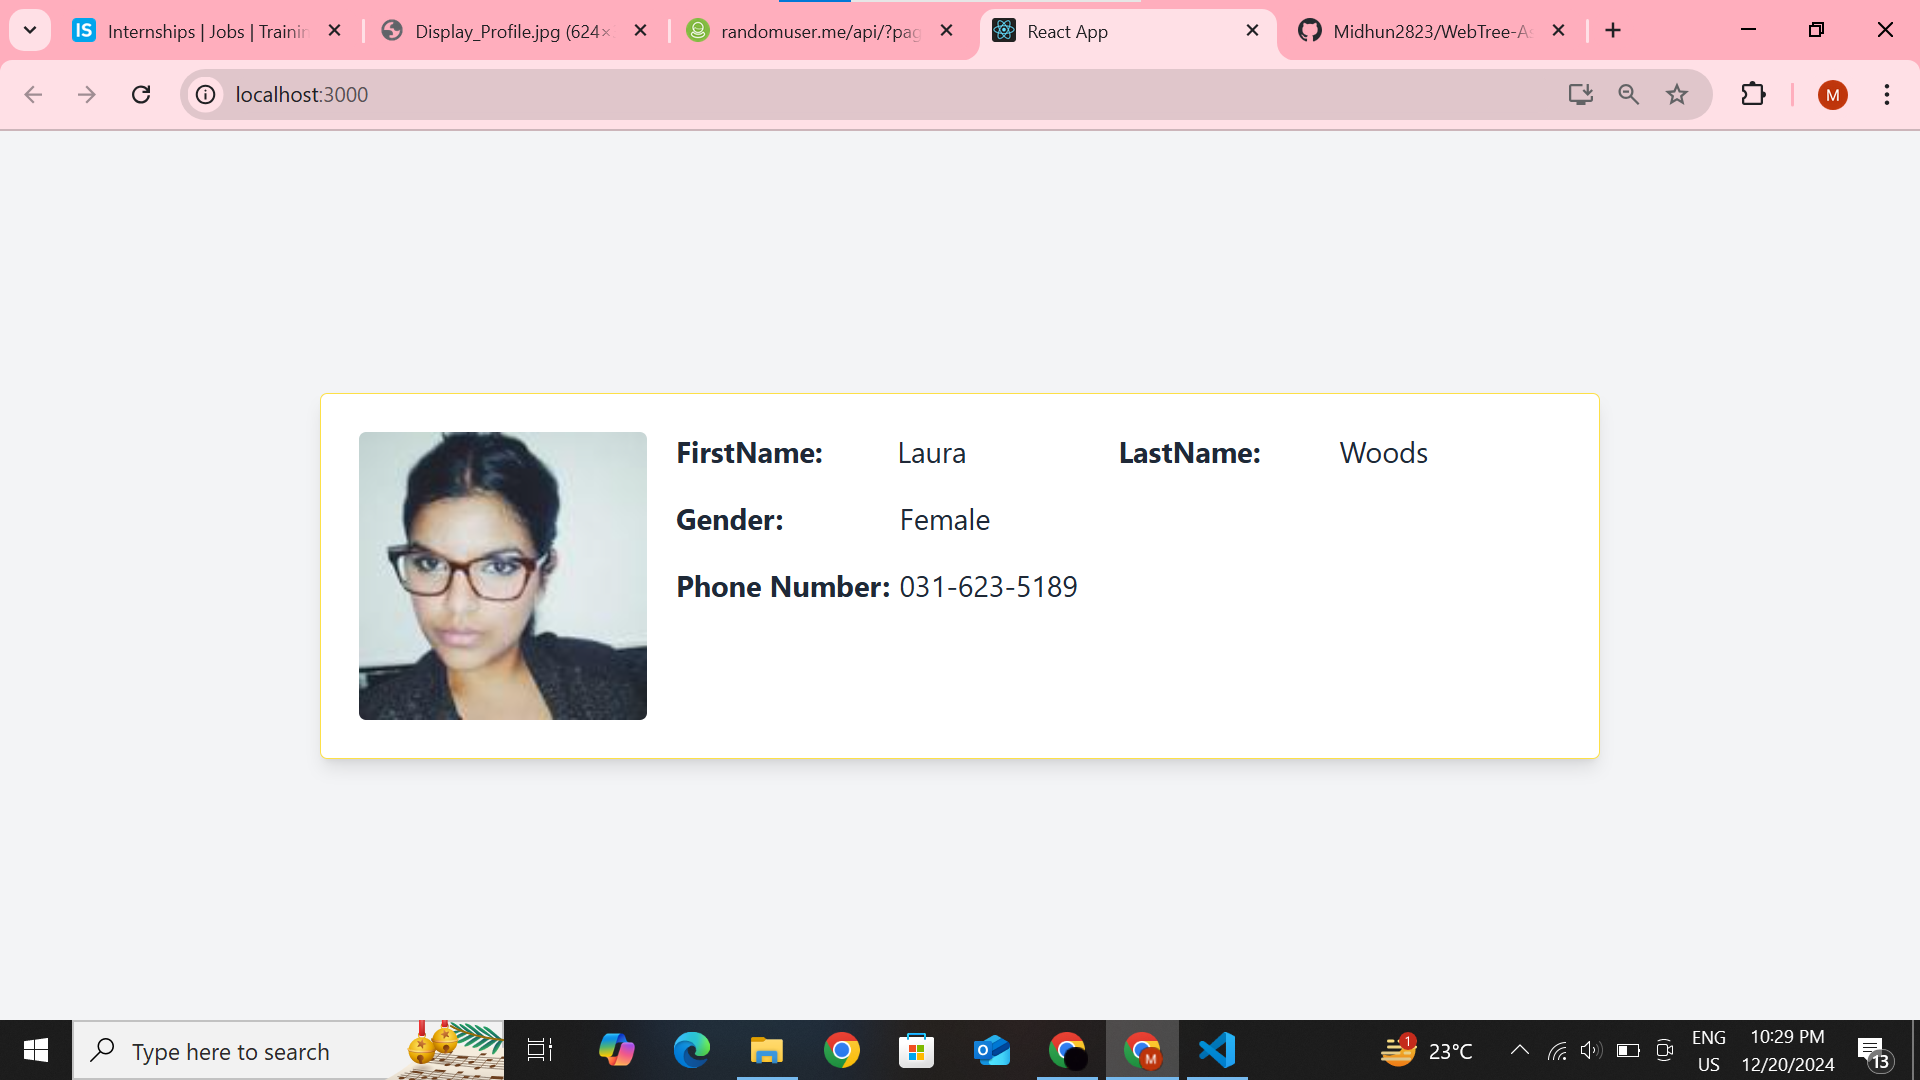 IS Internships | Jobs | Trainin
Display_Profile.jpg (624×
randomuser.me/api/?pag
React App
Midhun2823/WebTree-As
localhost:3000
M
FirstName: Laura LastName: Woods
Gender: Female
Phone Number: 031-623-5189
Type here to search
M
1
23°C
ENG
US
10:29 PM
12/20/2024
13